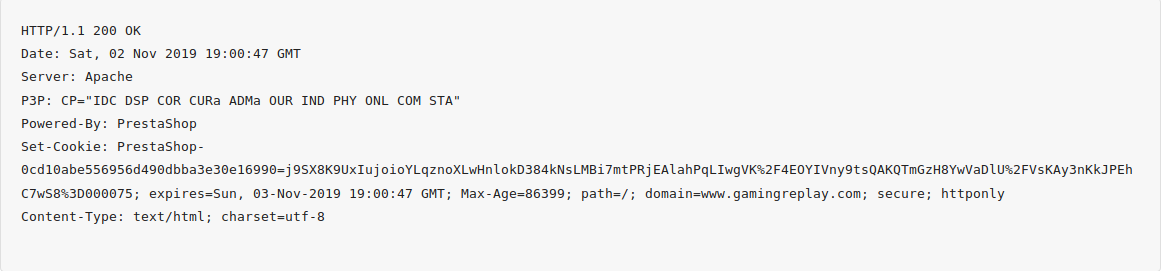 HTTP/1.1 200 OK
Date: Sat, 02 Nov 2019 19:00:47 GMT
Server: Apache
P3P: CP="IDC DSP COR CURa ADMa OUR IND PHY ONL COM STA"
Powered-By: PrestaShop
Set-Cookie: PrestaShop-
0cd10abe556956d490dbba3e30e16990=j9SX8K9UxIujoioYLqznoXLwHnlokD384kNsLMBi7mtPRjEAlahPqLIwgVK%2F4EOYIVny9tsQAKQTmGzH8YwVaDlU%2FVsKAy3nKkJPEh
C7wS8%3D000075; expires=Sun, 03-Nov-2019 19:00:47 GMT; Max-Age=86399; path=/; domain=www.gamingreplay.com; secure; httponly
Content-Type: text/html; charset=utf-8